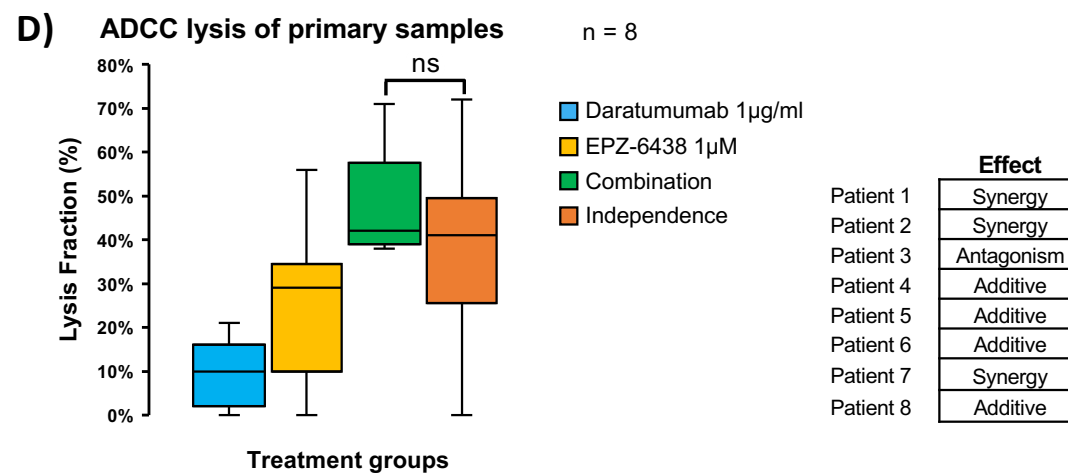 D)
ADCC lysis of primary samples
n = 8
ns
Lysis Fraction (%)
80%
70%
60%
50%
40%
30%
20%
10%
0%
Treatment groups
Daratumumab 1µg/ml
EPZ-6438 1µM
Combination
Independence
Effect
Patient 1 Synergy
Patient 2 Synergy
Patient 3 Antagonism
Patient 4 Additive
Patient 5 Additive
Patient 6 Additive
Patient 7 Synergy
Patient 8 Additive